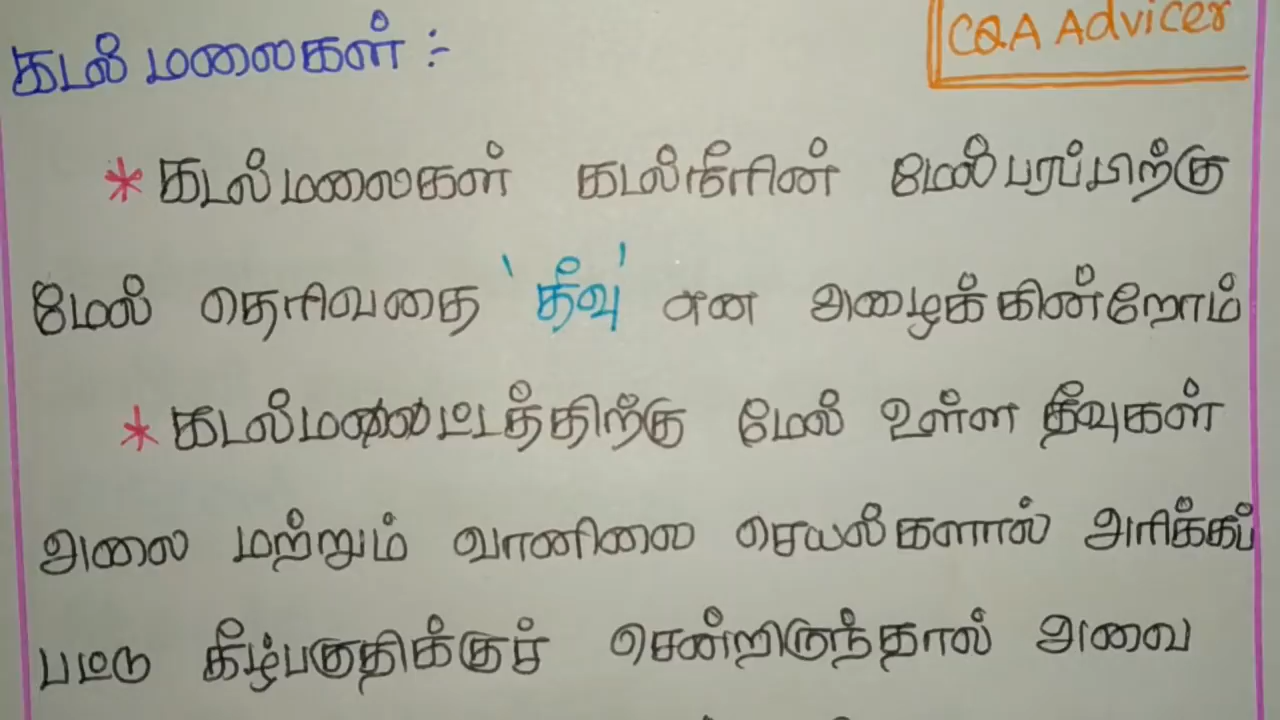 கடல் மலைகள் :-
CQA Advicer
* கடல்மலைகள் கடல்நீரின் மேல்பரப்பிற்கு
மேல் தெரிவதை 'தீவு' என அழைக்கின்றோம்
* கடல்மட்டத்திற்கு மேல் உள்ள தீவுகள்
அலை மற்றும் வானிலை செயல்களால் அரிக்கப்
பட்டு கீழ்பகுதிக்குச் சென்றிருந்தால் அவை